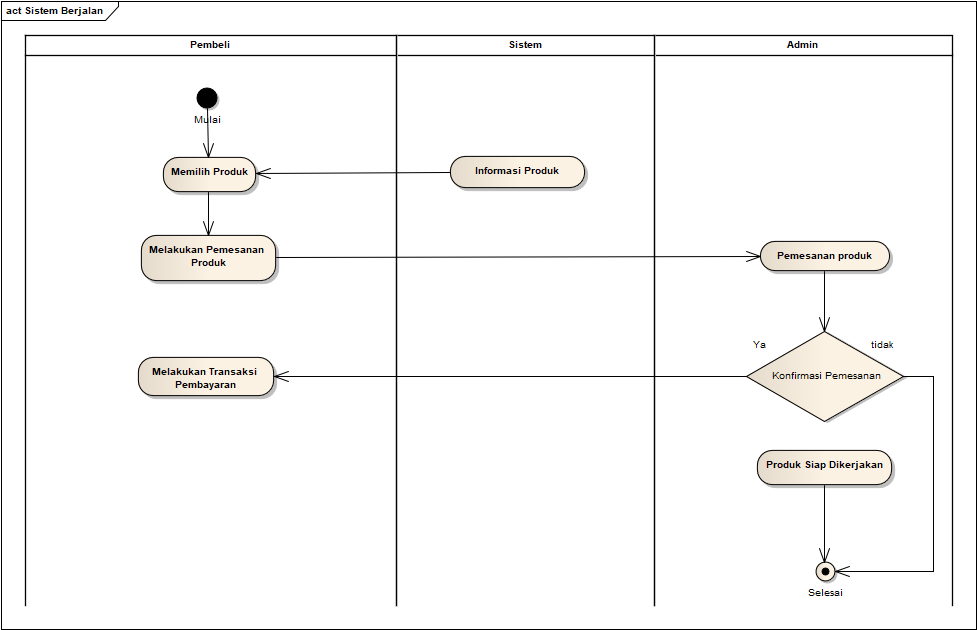 act Sistem Berjalan
Pembeli
Sistem
Admin
Mulai
Memilih Produk
Informasi Produk
Melakukan Pemesanan
Produk
Pemesanan produk
Ya
tidak
Melakukan Transaksi
Pembayaran
Konfirmasi Pemesanan
Produk Siap Dikerjakan
Selesai